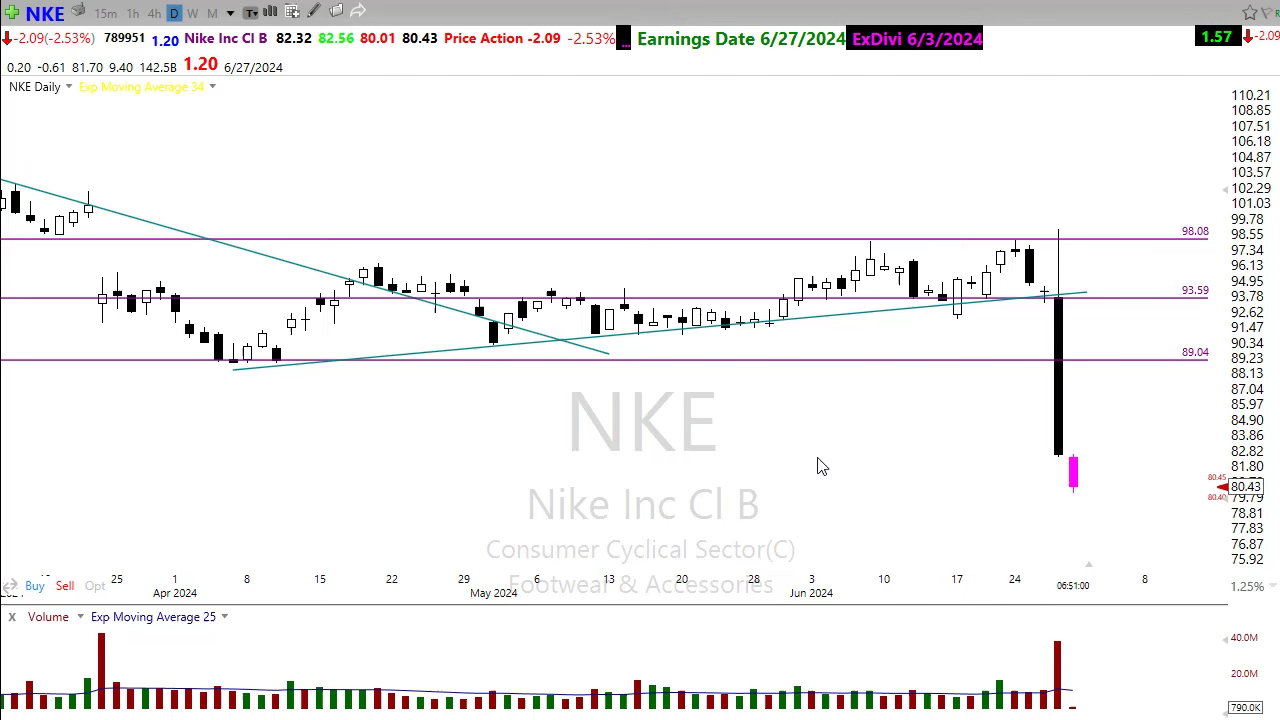 NKE 15m 1h 4h D W M T
-2.09(-2.53%) 789951 1.20 Nike Inc Cl B 82.32 82.56 80.01 80.43 Price Action -2.09 -2.53% ... Earnings Date 6/27/2024 ExDivi 6/3/2024 1.57 -2.09
0.20 -0.61 81.70 9.40 142.5B 1.20 6/27/2024
NKE Daily Exp Moving Average 34
110.21
108.85
107.51
106.18
104.87
103.57
102.29
101.03
99.78
98.08 98.55
97.34
96.13
94.95
93.59 93.78
92.62
91.47
90.34
89.04 89.23
88.13
87.04
85.97
84.90
83.86
82.82
81.80
80.45
80.43
80.40 79.79
78.81
77.83
76.87
75.92
NKE
Nike Inc Cl B
Consumer Cyclical Sector(C)
Footwear & Accessories
25 1 8 15 22 29 6 13 20 28 3 10 17 24 06:51:00 8
Buy Sell Opt 1.25%
Apr 2024 May 2024 Jun 2024
X Volume Exp Moving Average 25
40.0M
20.0M
790.0K